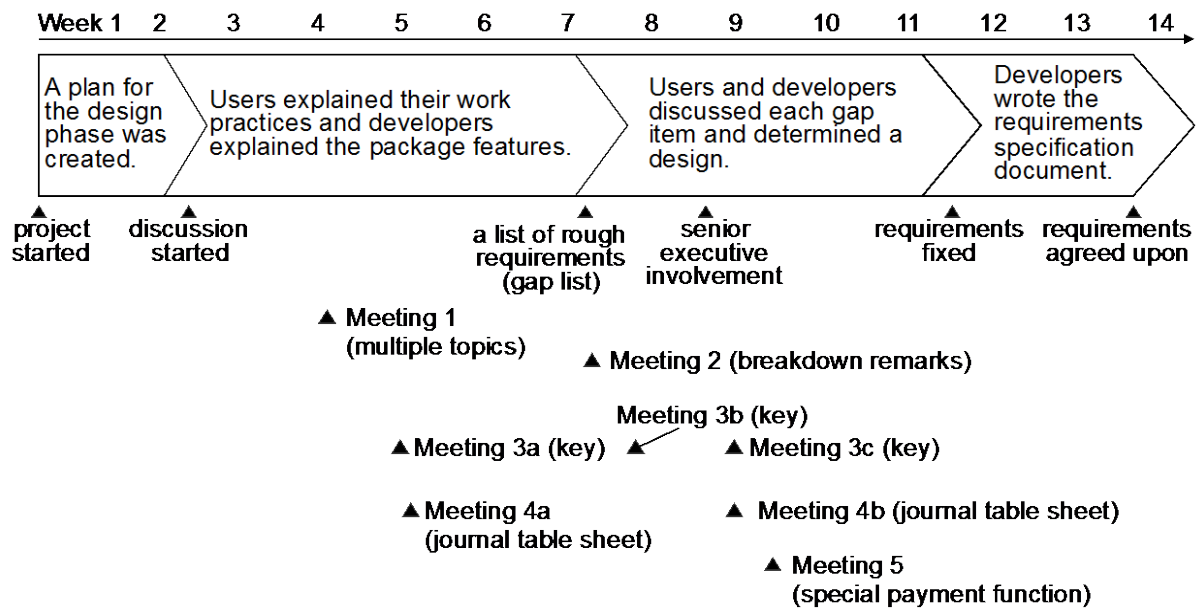 Week 1 2 3 4 5 6 7 8 9 10 11 12 13 14
A plan for
the design
phase was
created.
Users explained their work
practices and developers
explained the package features.
Users and developers
discussed each gap
item and determined a
design.
Developers
wrote the
requirements
specification
document.
project
started
discussion
started
a list of rough
requirements
(gap list)
senior
executive
involvement
requirements
fixed
requirements
agreed upon
Meeting 1
(multiple topics)
Meeting 2 (breakdown remarks)
Meeting 3b (key)
Meeting 3a (key)
Meeting 3c (key)
Meeting 4a
(journal table sheet)
Meeting 4b (journal table sheet)
Meeting 5
(special payment function)